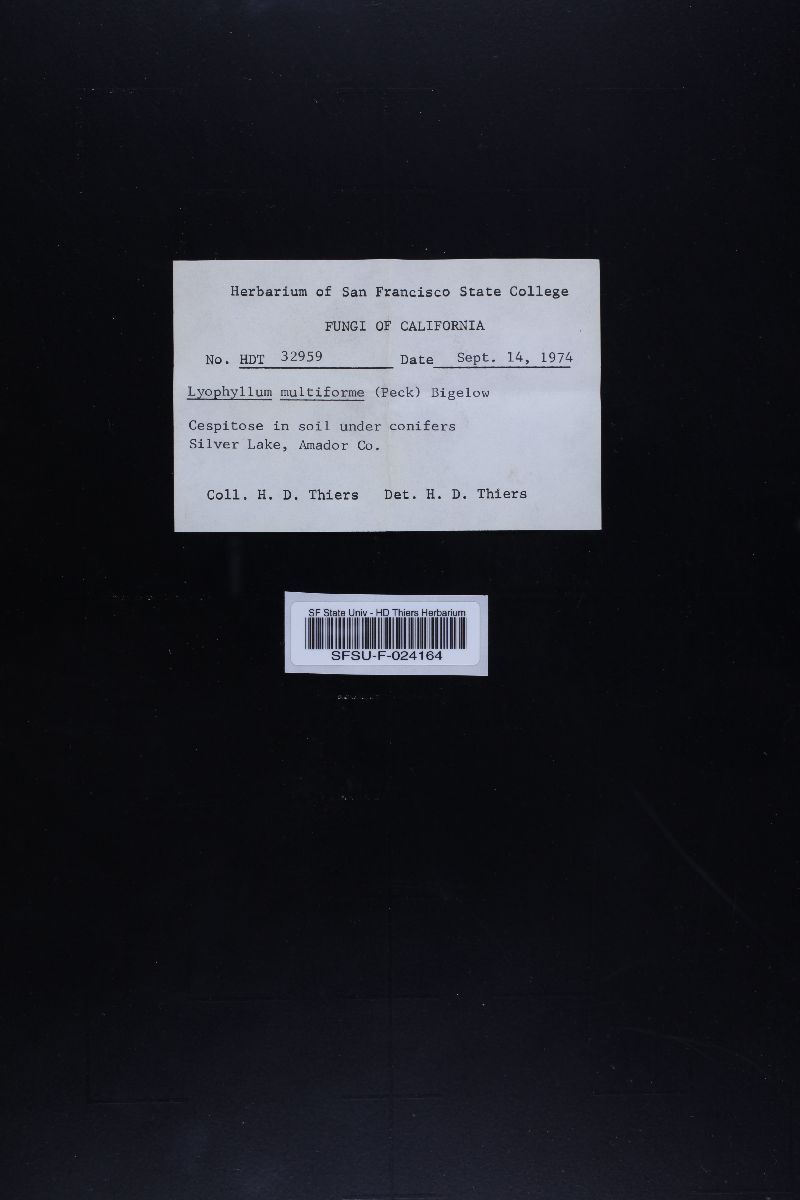 Herbarium of San Francisco State College
FUNGI OF CALIFORNIA
No. HDT 32959 Date Sept. 14, 1974
Lyophyllum multiforme (Peck) Bigelow
Cespitose in soil under conifers
Silver Lake, Amador Co.
Coll. H. D. Thiers Det. H. D. Thiers
SF State Univ - HD Thiers Herbarium
SFSU-F-024164